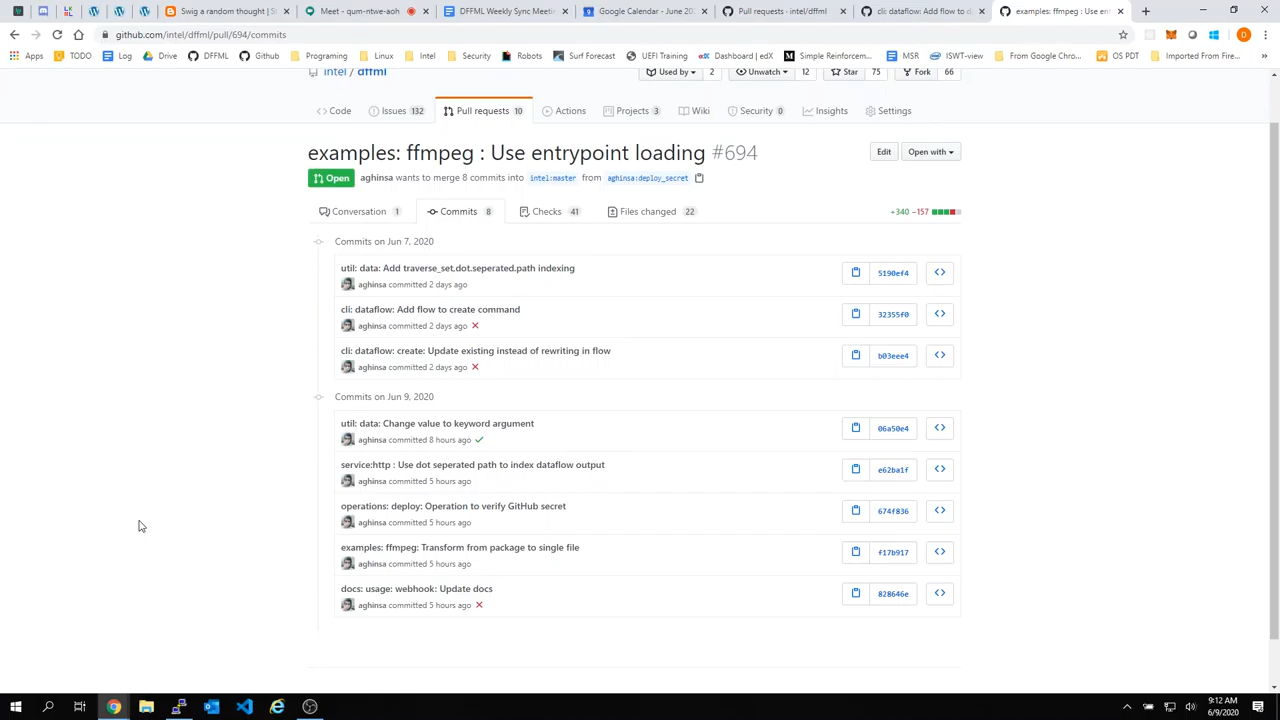 Swig a random thought | S
Meet - qum-ntwe-aoh
DFFML Weekly Sync Meetin
Google Calendar - June 202
Pull requests · intel/dffml
cli: dataflow: Add flow to d
examples: ffmpeg : Use ent
github.com/intel/dffml/pull/694/commits
Apps
TODO
Log
Drive
DFFML
Github
Programing
Linux
Intel
Security
Robots
Surf Forecast
UEFI Training
Dashboard | edX
Simple Reinforcem...
MSR
ISWT-view
From Google Chro...
OS PDT
Imported From Fire...
»
intel / dffml
Used by 2
Unwatch 12
Star 75
Fork 66
Code
Issues 132
Pull requests 10
Actions
Projects 3
Wiki
Security 0
Insights
Settings
examples: ffmpeg : Use entrypoint loading #694
Edit
Open with
Open
aghinsa wants to merge 8 commits into intel:master from aghinsa:deploy_secret
Conversation 1
Commits 8
Checks 41
Files changed 22
+340 −157
Commits on Jun 7, 2020
util: data: Add traverse_set,dot.seperated.path indexing
aghinsa committed 2 days ago
5190ef4
cli: dataflow: Add flow to create command
aghinsa committed 2 days ago
32355f0
cli: dataflow: create: Update existing instead of rewriting in flow
aghinsa committed 2 days ago
b03eee4
Commits on Jun 9, 2020
util: data: Change value to keyword argument
aghinsa committed 8 hours ago
06a50e4
service:http : Use dot seperated path to index dataflow output
aghinsa committed 5 hours ago
e62ba1f
operations: deploy: Operation to verify GitHub secret
aghinsa committed 5 hours ago
674f836
examples: ffmpeg: Transform from package to single file
aghinsa committed 5 hours ago
f17b917
docs: usage: webhook: Update docs
aghinsa committed 5 hours ago
828646e
9:12 AM
6/9/2020